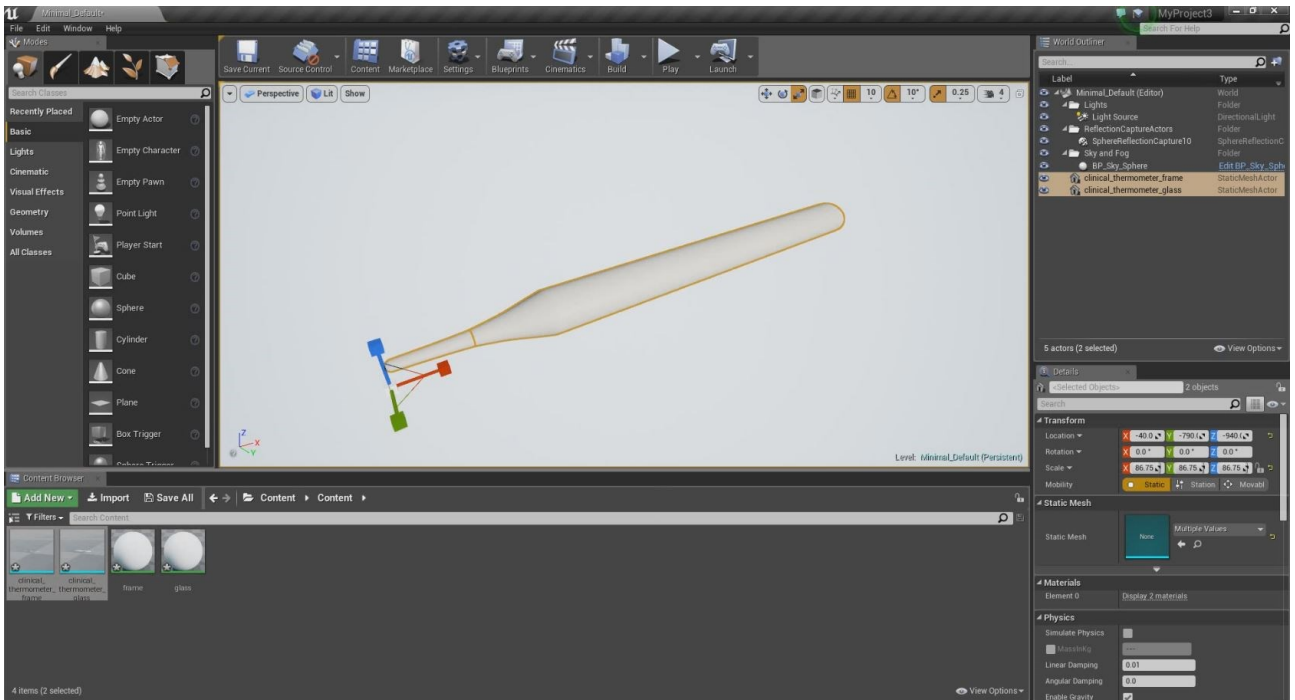 Minimal_Default•
MyProject3
File Edit Window Help
Search For Help
Modes
Search Classes
Recently Placed
Basic
Lights
Cinematic
Visual Effects
Geometry
Volumes
All Classes
Empty Actor
Empty Character
Empty Pawn
Point Light
Player Start
Cube
Sphere
Cylinder
Cone
Plane
Box Trigger
Sphere Trigger
Save Current Source Control Content Marketplace Settings Blueprints Cinematics Build Play Launch
Perspective Lit Show
10 10° 0.25 4
Z X Y
Level: Minimal_Default (Persistent)
World Outliner
Search...
Label Type
Minimal_Default (Editor) World
Lights Folder
Light Source DirectionalLight
ReflectionCaptureActors Folder
SphereReflectionCapture10 SphereReflectionC
Sky and Fog Folder
BP_Sky_Sphere Edit BP_Sky_Sph
clinical_thermometer_frame StaticMeshActor
clinical_thermometer_glass StaticMeshActor
5 actors (2 selected) View Options
Details
«Selected Objects» 2 objects
Search
Transform
Location X -40.0 Y -790.( Z -940.(
Rotation X 0.0° Y 0.0° Z 0.0°
Scale X 86.75 Y 86.75 Z 86.75
Mobility Static Station Movabl
Static Mesh
Static Mesh None Multiple Values
Materials
Element 0 Display 2 materials
Physics
Simulate Physics
MassInKg ---
Linear Damping 0.01
Angular Damping 0.0
Enable Gravity
Content Browser
Add New Import Save All Content Content
Filters Search Content
clinical_
thermometer_
frame
clinical_
thermometer_
glass
frame
glass
4 items (2 selected) View Options